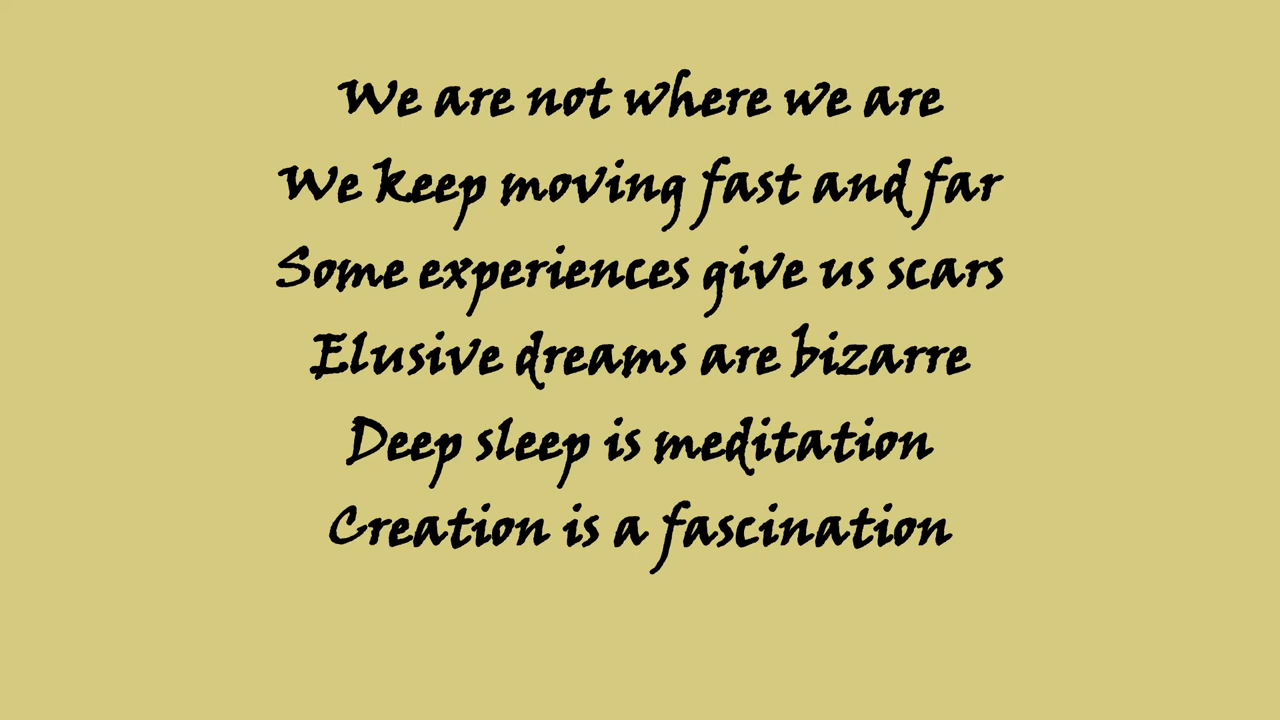 We are not where we are
We keep moving fast and far
Some experiences give us scars
Elusive dreams are bizarre
Deep sleep is meditation
Creation is a fascination